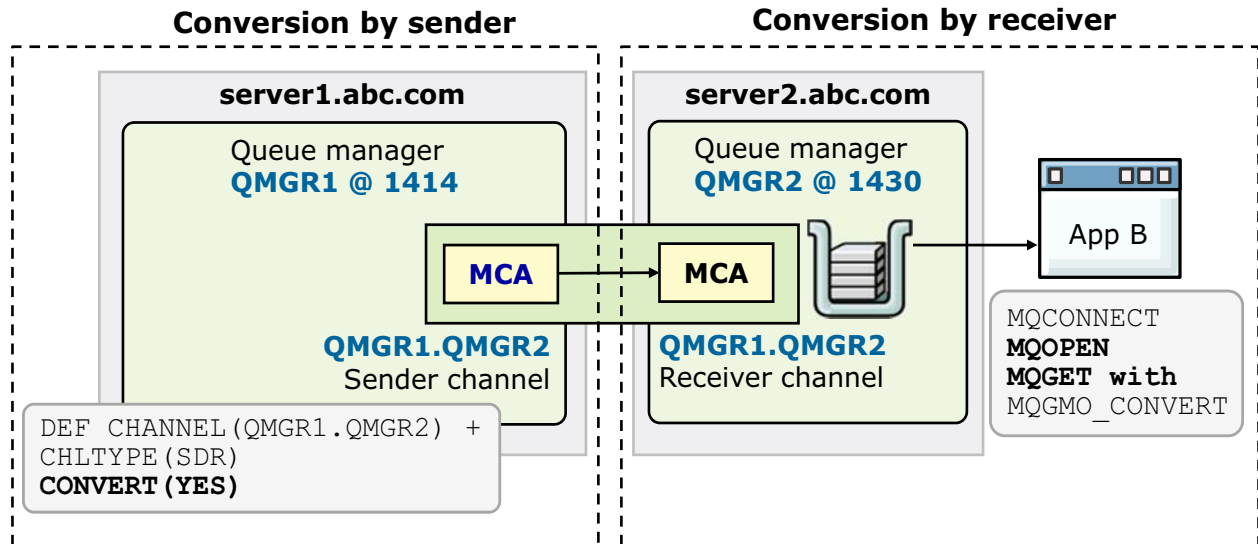 Conversion by sender
Conversion by receiver
server1.abc.com
Queue manager
QMGR1 @ 1414
MCA
QMGR1.QMGR2
Sender channel
DEF CHANNEL(QMGR1.QMGR2) +
CHLTYPE(SDR)
CONVERT(YES)
server2.abc.com
Queue manager
QMGR2 @ 1430
MCA
QMGR1.QMGR2
Receiver channel
App B
MQCONNECT
MQOPEN
MQGET with
MQGMO_CONVERT